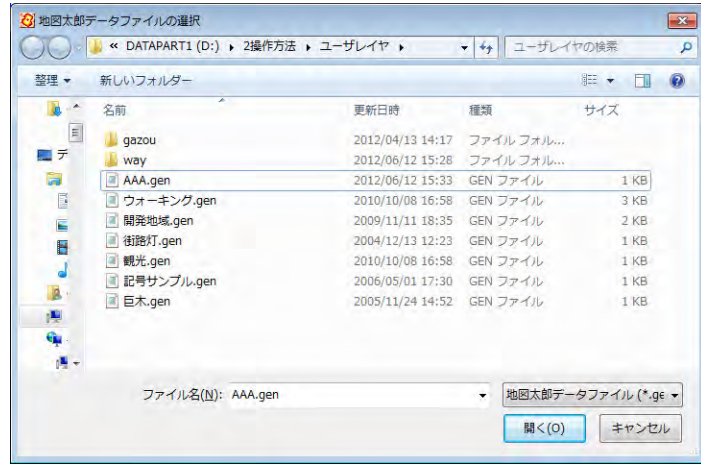 地図太郎データファイルの選択
« DATAPART1 (D:) ▸ 2操作方法 ▸ ユーザレイヤ ▸ ユーザレイヤの検索
整理 ▼ 新しいフォルダー
名前 更新日時 種類 サイズ
gazou 2012/04/13 14:17 ファイル フォル...
way 2012/06/12 15:28 ファイル フォル...
AAA.gen 2012/06/12 15:33 GEN ファイル 1 KB
ウォーキング.gen 2010/10/08 16:58 GEN ファイル 3 KB
開発地域.gen 2009/11/11 18:35 GEN ファイル 2 KB
街路灯.gen 2004/12/13 12:23 GEN ファイル 1 KB
観光.gen 2010/10/08 16:58 GEN ファイル 1 KB
記号サンプル.gen 2006/05/01 17:30 GEN ファイル 1 KB
巨木.gen 2005/11/24 14:52 GEN ファイル 1 KB
デ
ファイル名(N): AAA.gen 地図太郎データファイル (*.ge
開く(O) キャンセル